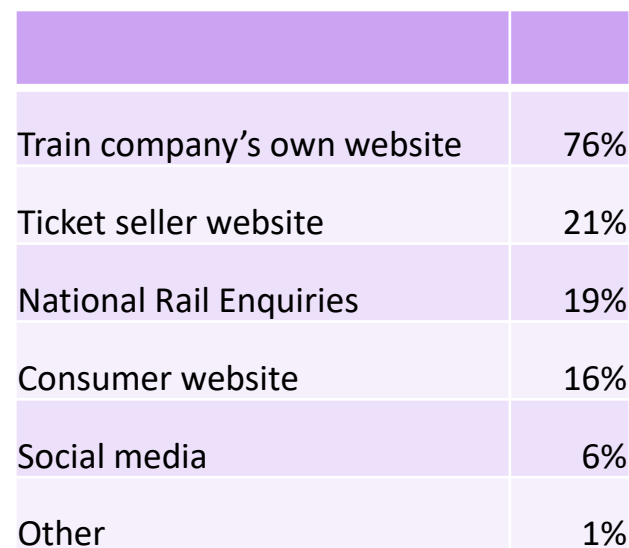 Train company’s own website 76%
Ticket seller website 21%
National Rail Enquiries 19%
Consumer website 16%
Social media 6%
Other 1%